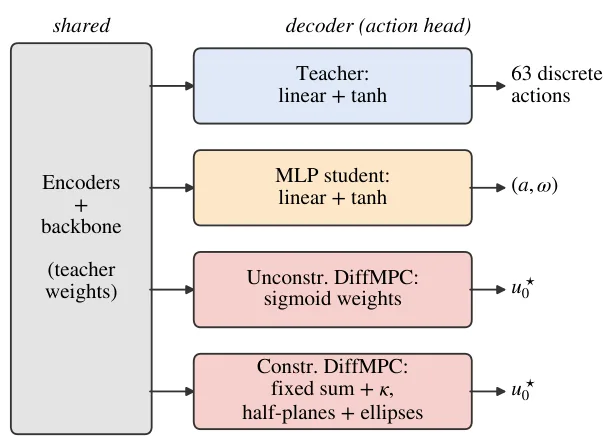 shared
decoder (action head)
Encoders
+
backbone
(teacher
weights)
Teacher:
linear + tanh
63 discrete
actions
MLP student:
linear + tanh
(a, ω)
Unconstr. DiffMPC:
sigmoid weights
u₀⋆
Constr. DiffMPC:
fixed sum + κ,
half-planes + ellipses
u₀⋆